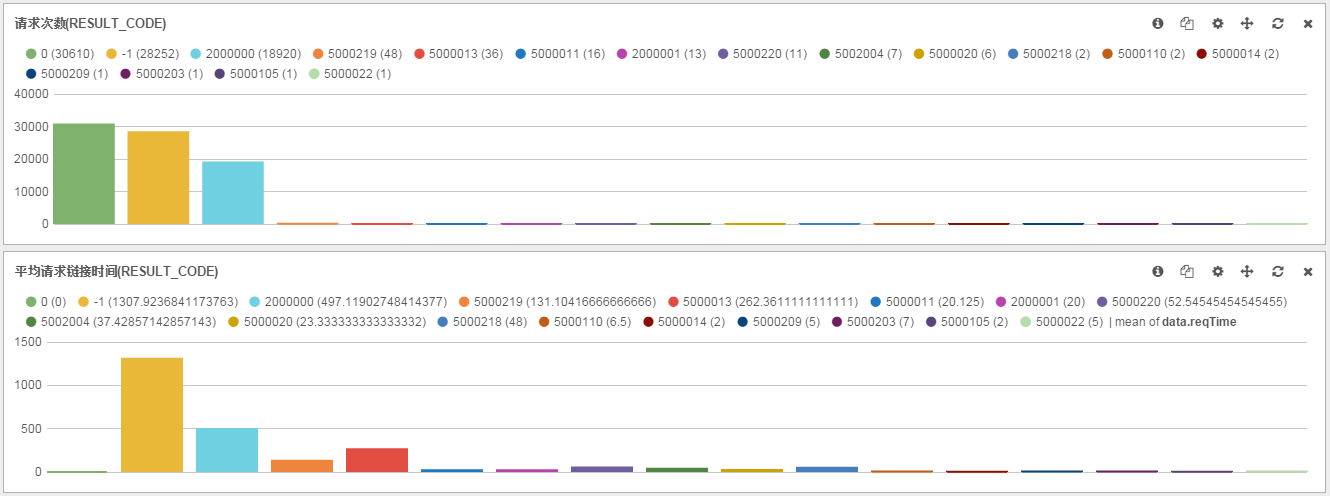 请求次数(RESULT_CODE)
0 (30610) -1 (28252) 2000000 (18920) 5000219 (48) 5000013 (36) 5000011 (16) 2000001 (13) 5000220 (11) 5002004 (7) 5000020 (6) 5000218 (2) 5000110 (2) 5000014 (2)
5000209 (1) 5000203 (1) 5000105 (1) 5000022 (1)
40000
30000
20000
10000
0
平均请求链接时间(RESULT_CODE)
0 (0) -1 (1307.9236841173763) 2000000 (497.11902748414377) 5000219 (131.10416666666666) 5000013 (262.3611111111111) 5000011 (20.125) 2000001 (20) 5000220 (52.54545454545455)
5002004 (37.42857142857143) 5000020 (23.333333333333332) 5000218 (48) 5000110 (6.5) 5000014 (2) 5000209 (5) 5000203 (7) 5000105 (2) 5000022 (5) | mean of data.reqTime
1500
1000
500
0